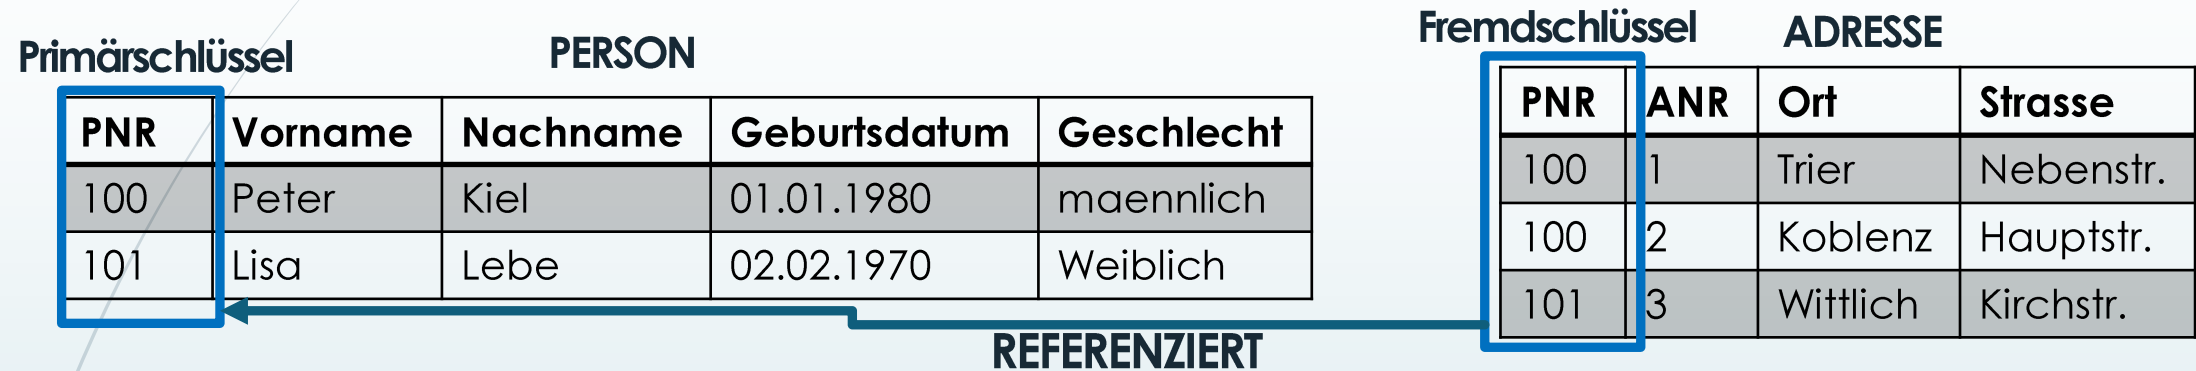 Primärschlüssel
PERSON
PNR Vorname Nachname Geburtsdatum Geschlecht
100 Peter Kiel 01.01.1980 maennlich
101 Lisa Lebe 02.02.1970 Weiblich
Fremdschlüssel
ADRESSE
PNR ANR Ort Strasse
100 1 Trier Nebenstr.
100 2 Koblenz Hauptstr.
101 3 Wittlich Kirchstr.
REFERENZIERT